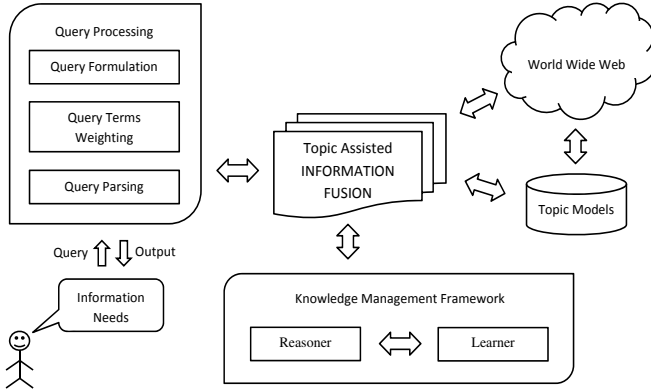 Query Processing
Query Formulation
Query Terms
Weighting
Query Parsing
Query
Output
Information
Needs
Topic Assisted
INFORMATION
FUSION
World Wide Web
Topic Models
Knowledge Management Framework
Reasoner
Learner